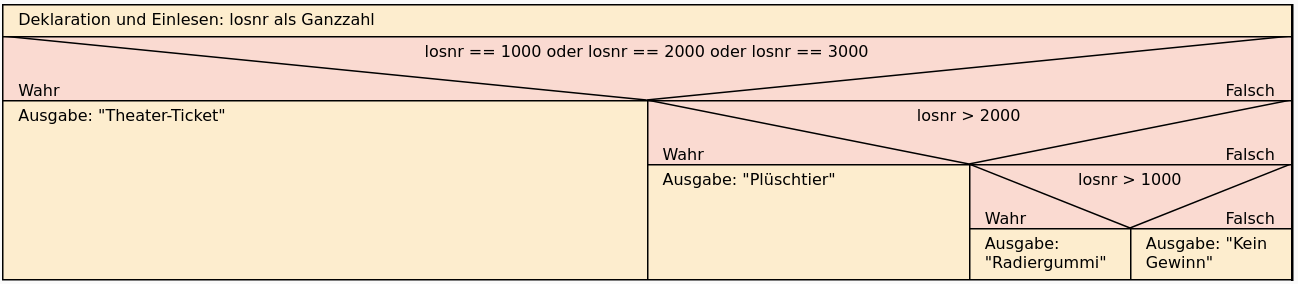 Deklaration und Einlesen: losnr als Ganzzahl
losnr == 1000 oder losnr == 2000 oder losnr == 3000
Wahr
Falsch
Ausgabe: "Theater-Ticket"
losnr > 2000
Wahr
Falsch
Ausgabe: "Plüschtier"
losnr > 1000
Wahr
Falsch
Ausgabe:
"Radiergummi"
Ausgabe: "Kein
Gewinn"